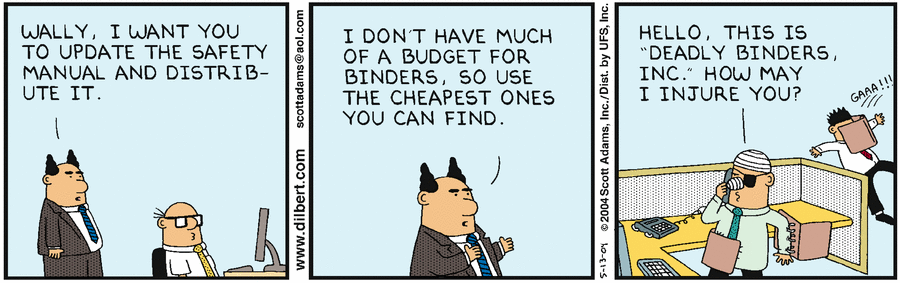 WALLY, I WANT YOU
TO UPDATE THE SAFETY
MANUAL AND DISTRIB-
UTE IT.
www.dilbert.com scottadams@aol.com
I DON'T HAVE MUCH
OF A BUDGET FOR
BINDERS, SO USE
THE CHEAPEST ONES
YOU CAN FIND.
5-13-04 © 2004 Scott Adams, Inc./Dist. by UFS, Inc.
HELLO, THIS IS
"DEADLY BINDERS,
INC." HOW MAY
I INJURE YOU?
GAAA!!!